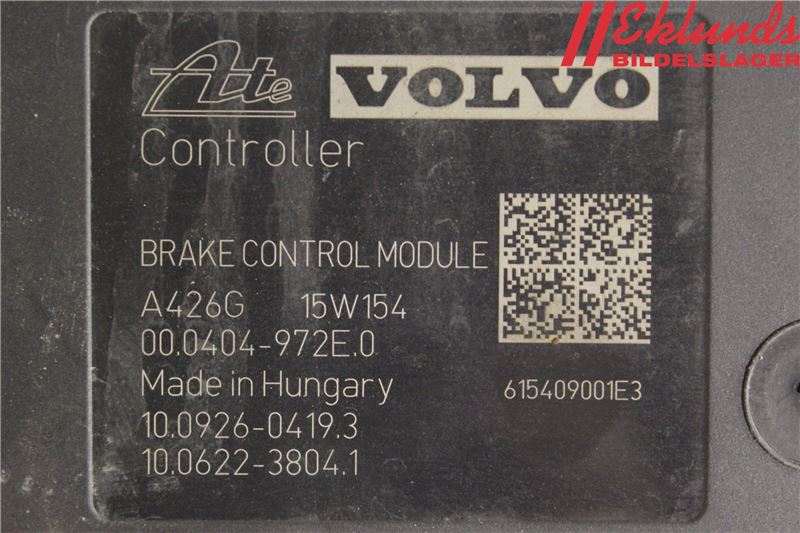 Eklunds
BILDELSLAGER
Ate VOLVO
Controller
BRAKE CONTROL MODULE
A426G 15W154
00.0404-972E.0
Made in Hungary
615409001E3
10.0926-0419.3
10.0622-3804.1